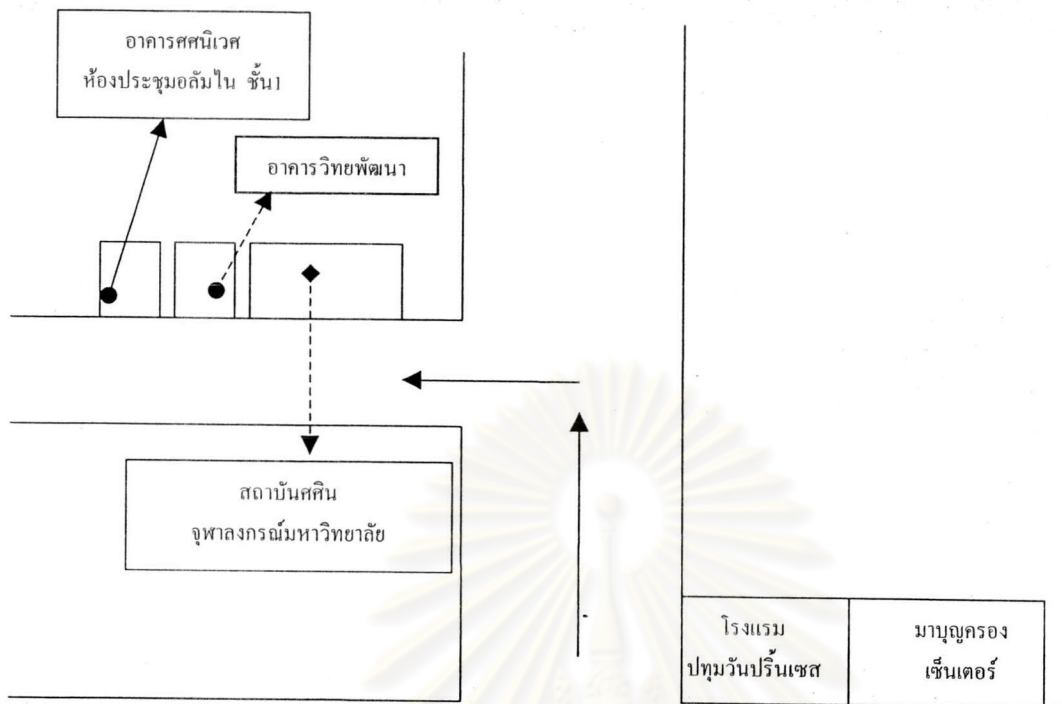 อาคารศศนิเวศ
ห้องประชุมอลัมไน ชั้น1
อาคารวิทยพัฒนา
สถาบันศศิน
จุฬาลงกรณ์มหาวิทยาลัย
โรงแรม
ปทุมวันปริ้นเซส
มาบุญครอง
เซ็นเตอร์